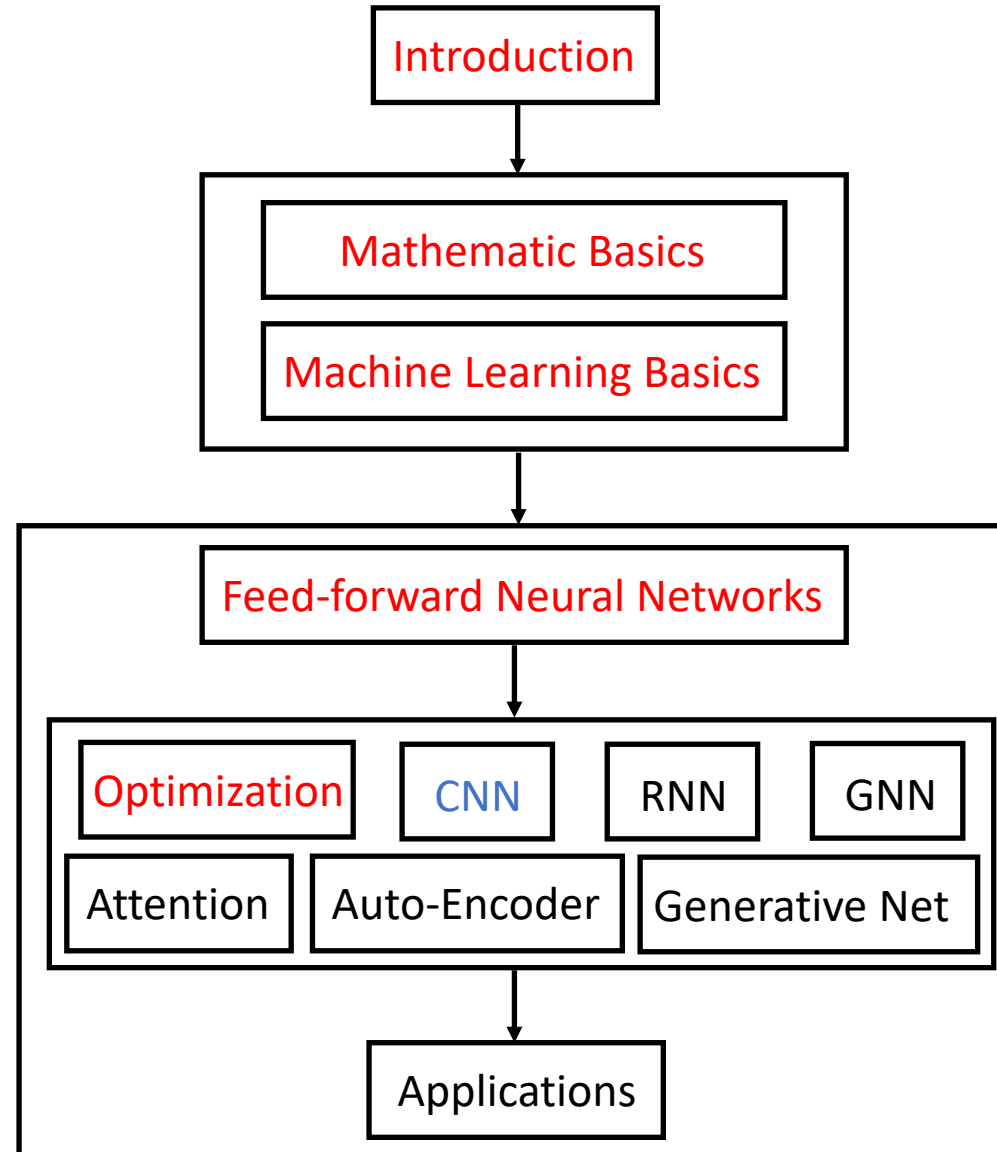 Introduction
Mathematic Basics
Machine Learning Basics
Feed-forward Neural Networks
Optimization
CNN
RNN
GNN
Attention
Auto-Encoder
Generative Net
Applications